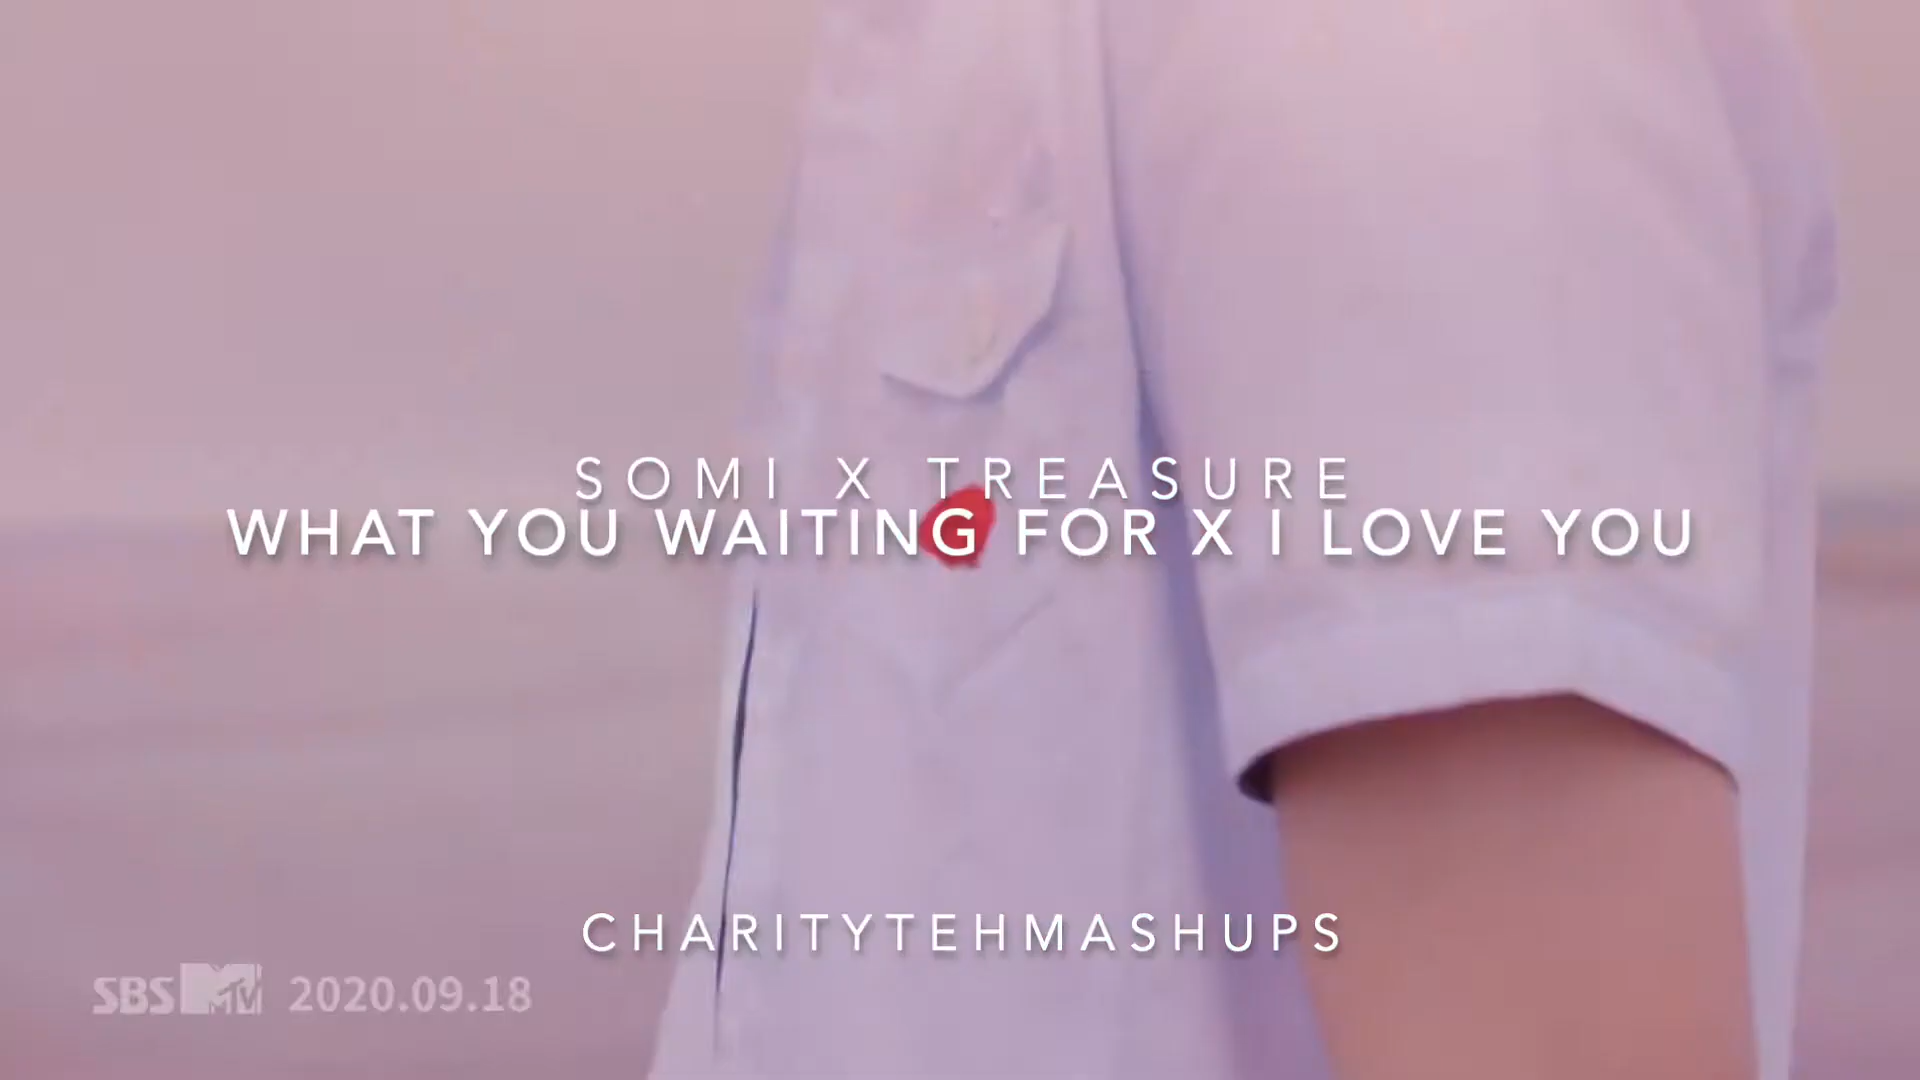 SOMI X TREASURE
WHAT YOU WAITING FOR X I LOVE YOU
CHARITYTEHMASHUPS
SBS MTV 2020.09.18